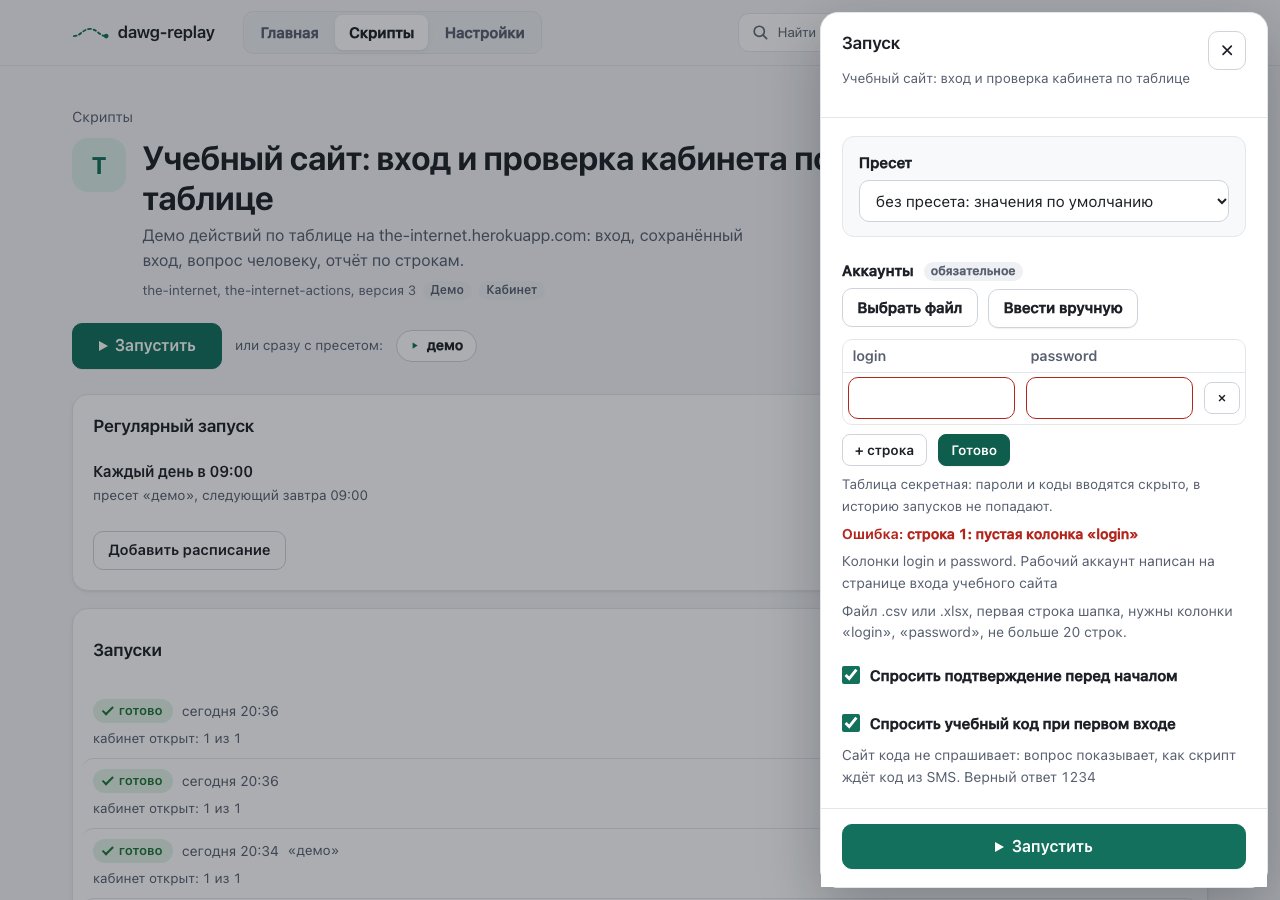 dawg-replay
Главная
Скрипты
Настройки
Найти
Скрипты
Т
Учебный сайт: вход и проверка кабинета по
таблице
Демо действий по таблице на the-internet.herokuapp.com: вход, сохранённый
вход, вопрос человеку, отчёт по строкам.
the-internet, the-internet-actions, версия 3 Демо Кабинет
Запустить
или сразу с пресетом:
демо
Регулярный запуск
Каждый день в 09:00
пресет «демо», следующий завтра 09:00
Добавить расписание
Запуски
готово сегодня 20:36
кабинет открыт: 1 из 1
готово сегодня 20:36
кабинет открыт: 1 из 1
готово сегодня 20:34 «демо»
кабинет открыт: 1 из 1
Запуск
Учебный сайт: вход и проверка кабинета по таблице
Пресет
без пресета: значения по умолчанию
Аккаунты обязательное
Выбрать файл
Ввести вручную
login password
+ строка
Готово
Таблица секретная: пароли и коды вводятся скрыто, в
историю запусков не попадают.
Ошибка: строка 1: пустая колонка «login»
Колонки login и password. Рабочий аккаунт написан на
странице входа учебного сайта
Файл .csv или .xlsx, первая строка шапка, нужны колонки
«login», «password», не больше 20 строк.
Спросить подтверждение перед началом
Спросить учебный код при первом входе
Сайт кода не спрашивает: вопрос показывает, как скрипт
ждёт код из SMS. Верный ответ 1234
Запустить